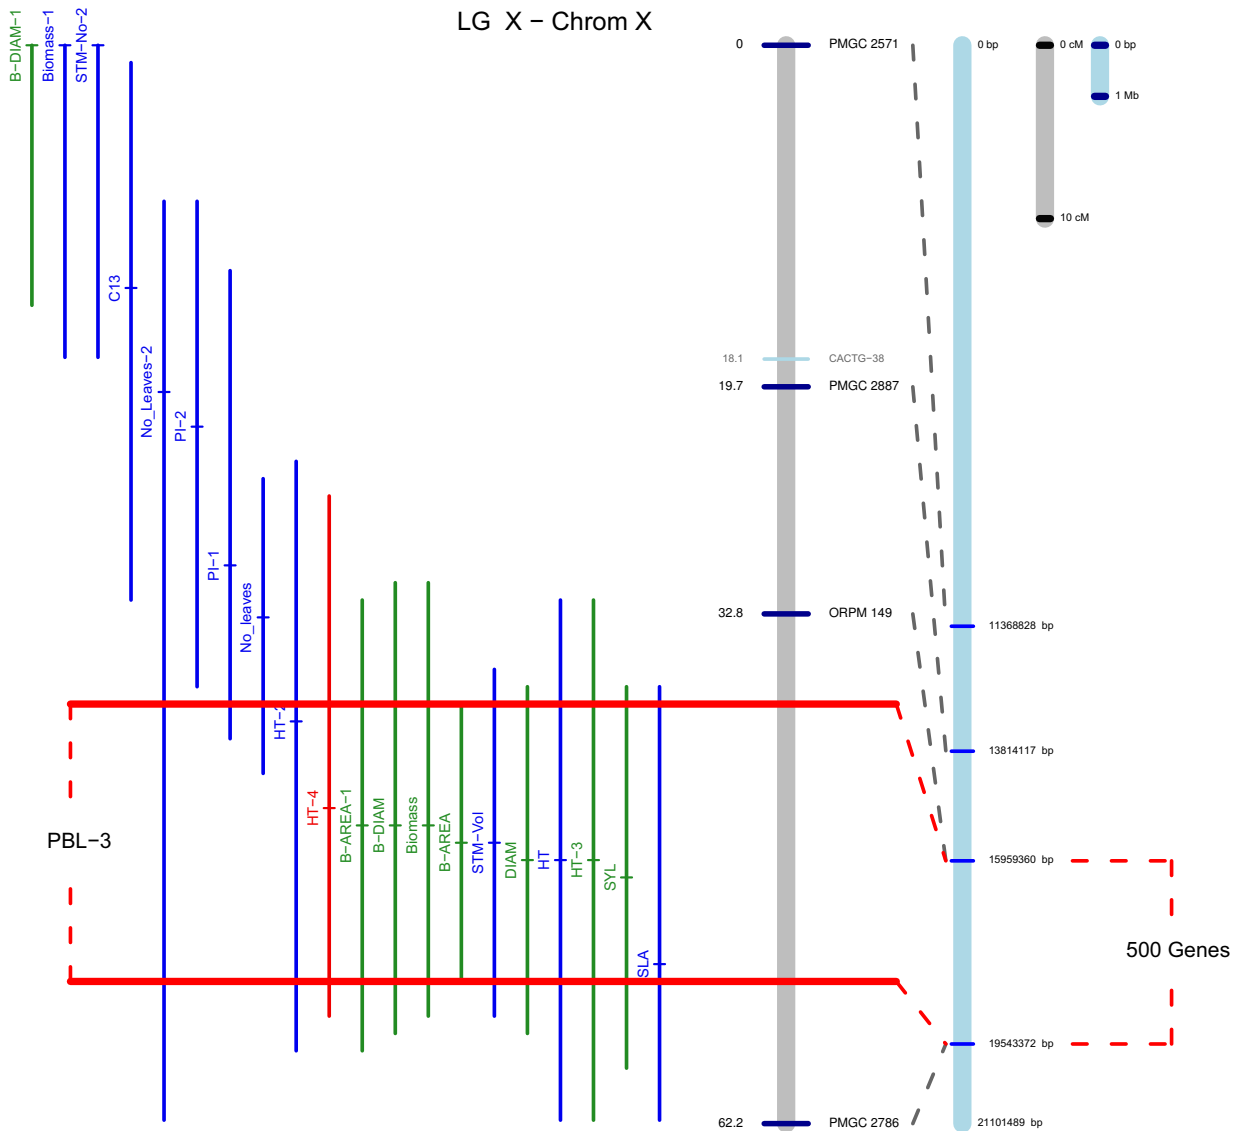 LG X − Chrom X
B−DIAM−1
Biomass−1
STM−No−2
C13
No_Leaves−2
PI−2
PI−1
No_leaves
HT−2
HT−4
B−AREA−1
B−DIAM
Biomass
B−AREA
STM−Vol
DIAM
HT
HT−3
SYL
SLA
PBL−3
0 PMGC 2571
18.1 CACTG−38
19.7 PMGC 2887
32.8 ORPM 149
62.2 PMGC 2786
0 bp
11368828 bp
13814117 bp
15959360 bp
19543372 bp
21101489 bp
0 cM
10 cM
0 bp
1 Mb
500 Genes